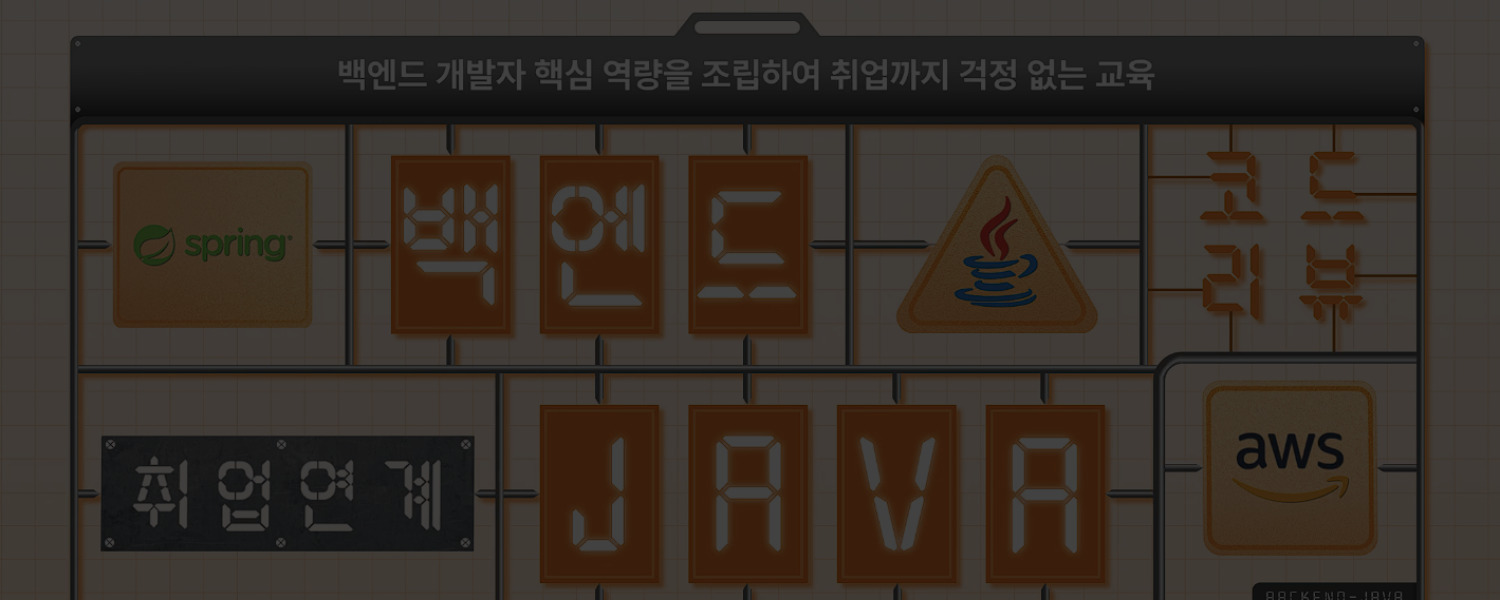 백엔드 개발자 핵심 역량을 조립하여 취업까지 걱정 없는 교육
spring
백엔드
코드
리뷰
취업연계
JAVA
aws
BACKEND-JAVA